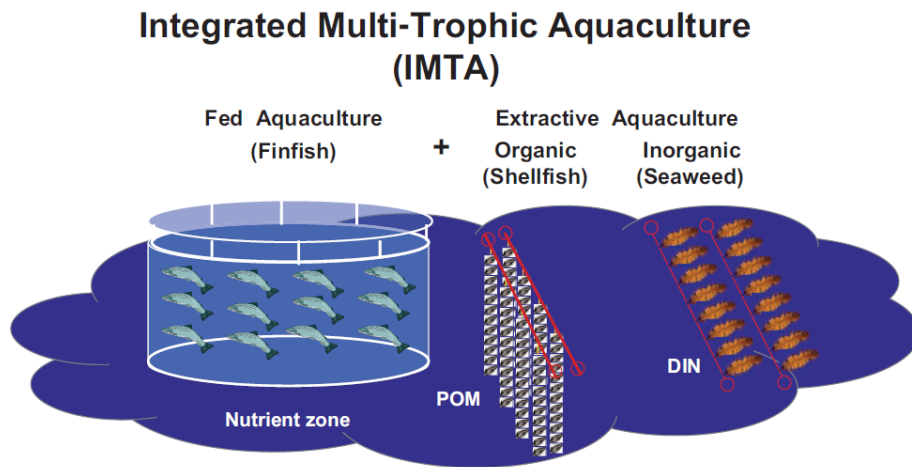 Integrated Multi-Trophic Aquaculture
(IMTA)
Fed Aquaculture
(Finfish)
+
Extractive Aquaculture
Organic
(Shellfish)
Inorganic
(Seaweed)
POM
DIN
Nutrient zone